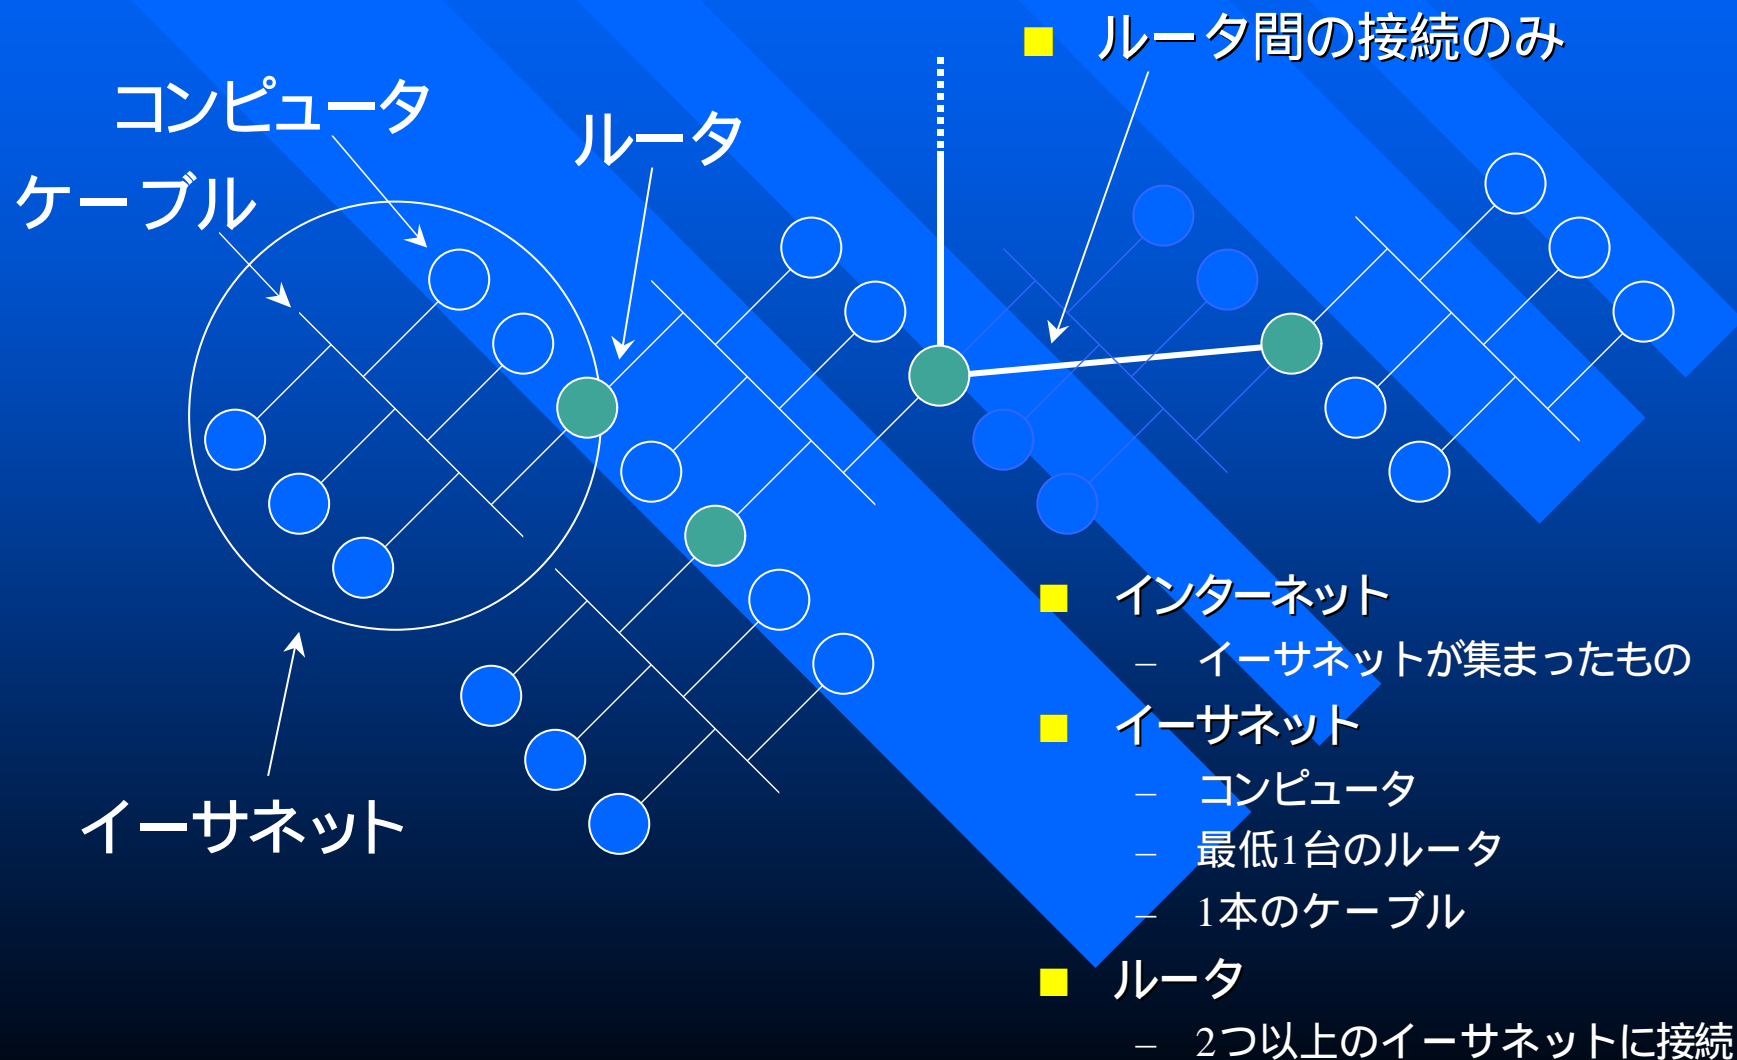 ルータ間の接続のみ
コンピュータ
ルータ
ケーブル
イーサネット
インターネット
– イーサネットが集まったもの
イーサネット
– コンピュータ
– 最低1台のルータ
– 1本のケーブル
ルータ
– 2つ以上のイーサネットに接続